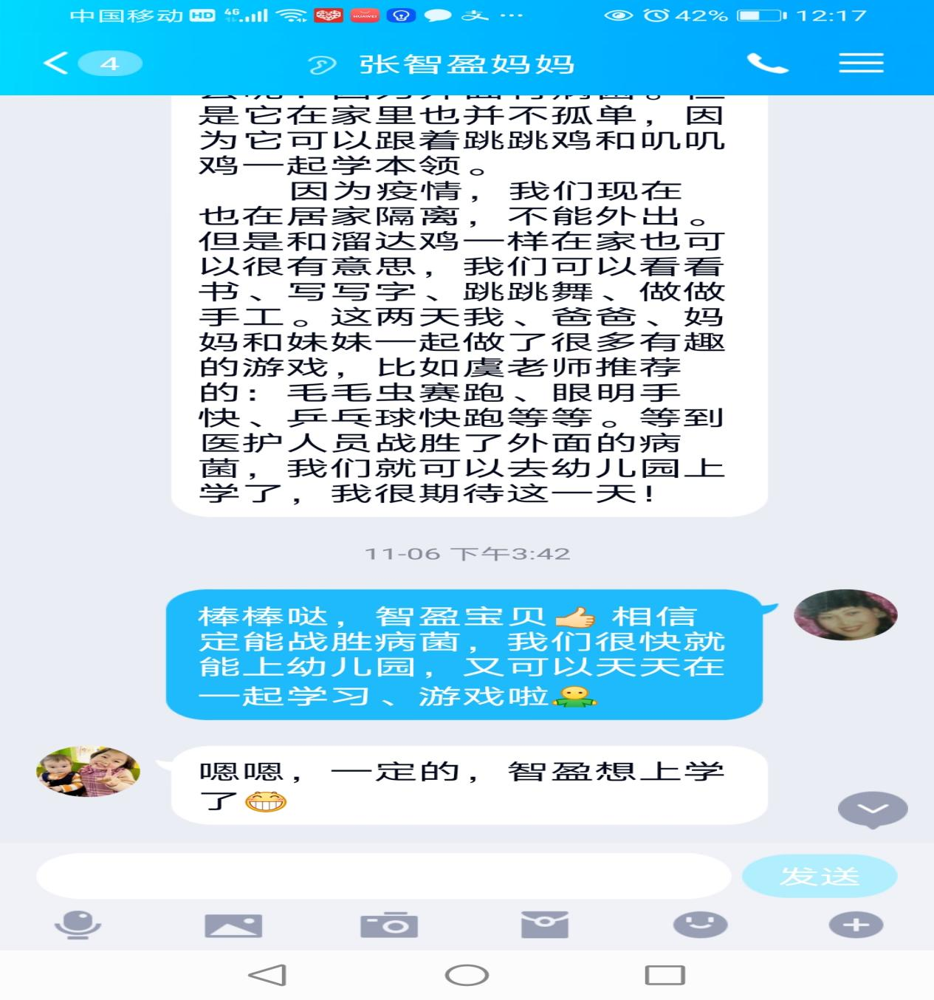 中国移动 HD 4G HUAWEI 42% 12:17
4 张智盈妈妈
是它在家里也并不孤单，因
为它可以跟着跳跳鸡和叽叽
鸡一起学本领。
因为疫情，我们现在
也在居家隔离，不能外出。
但是和溜达鸡一样在家也可
以很有意思，我们可以看看
书、写写字、跳跳舞、做做
手工。这两天我、爸爸、妈
妈和妹妹一起做了很多有趣
的游戏，比如虞老师推荐
的：毛毛虫赛跑、眼明手
快、乒乓球快跑等等。等到
医护人员战胜了外面的病
菌，我们就可以去幼儿园上
学了，我很期待这一天！
11-06 下午3:42
棒棒哒，智盈宝贝👍 相信
定能战胜病菌，我们很快就
能上幼儿园，又可以天天在
一起学习、游戏啦
嗯嗯，一定的，智盈想上学
了😁
发送